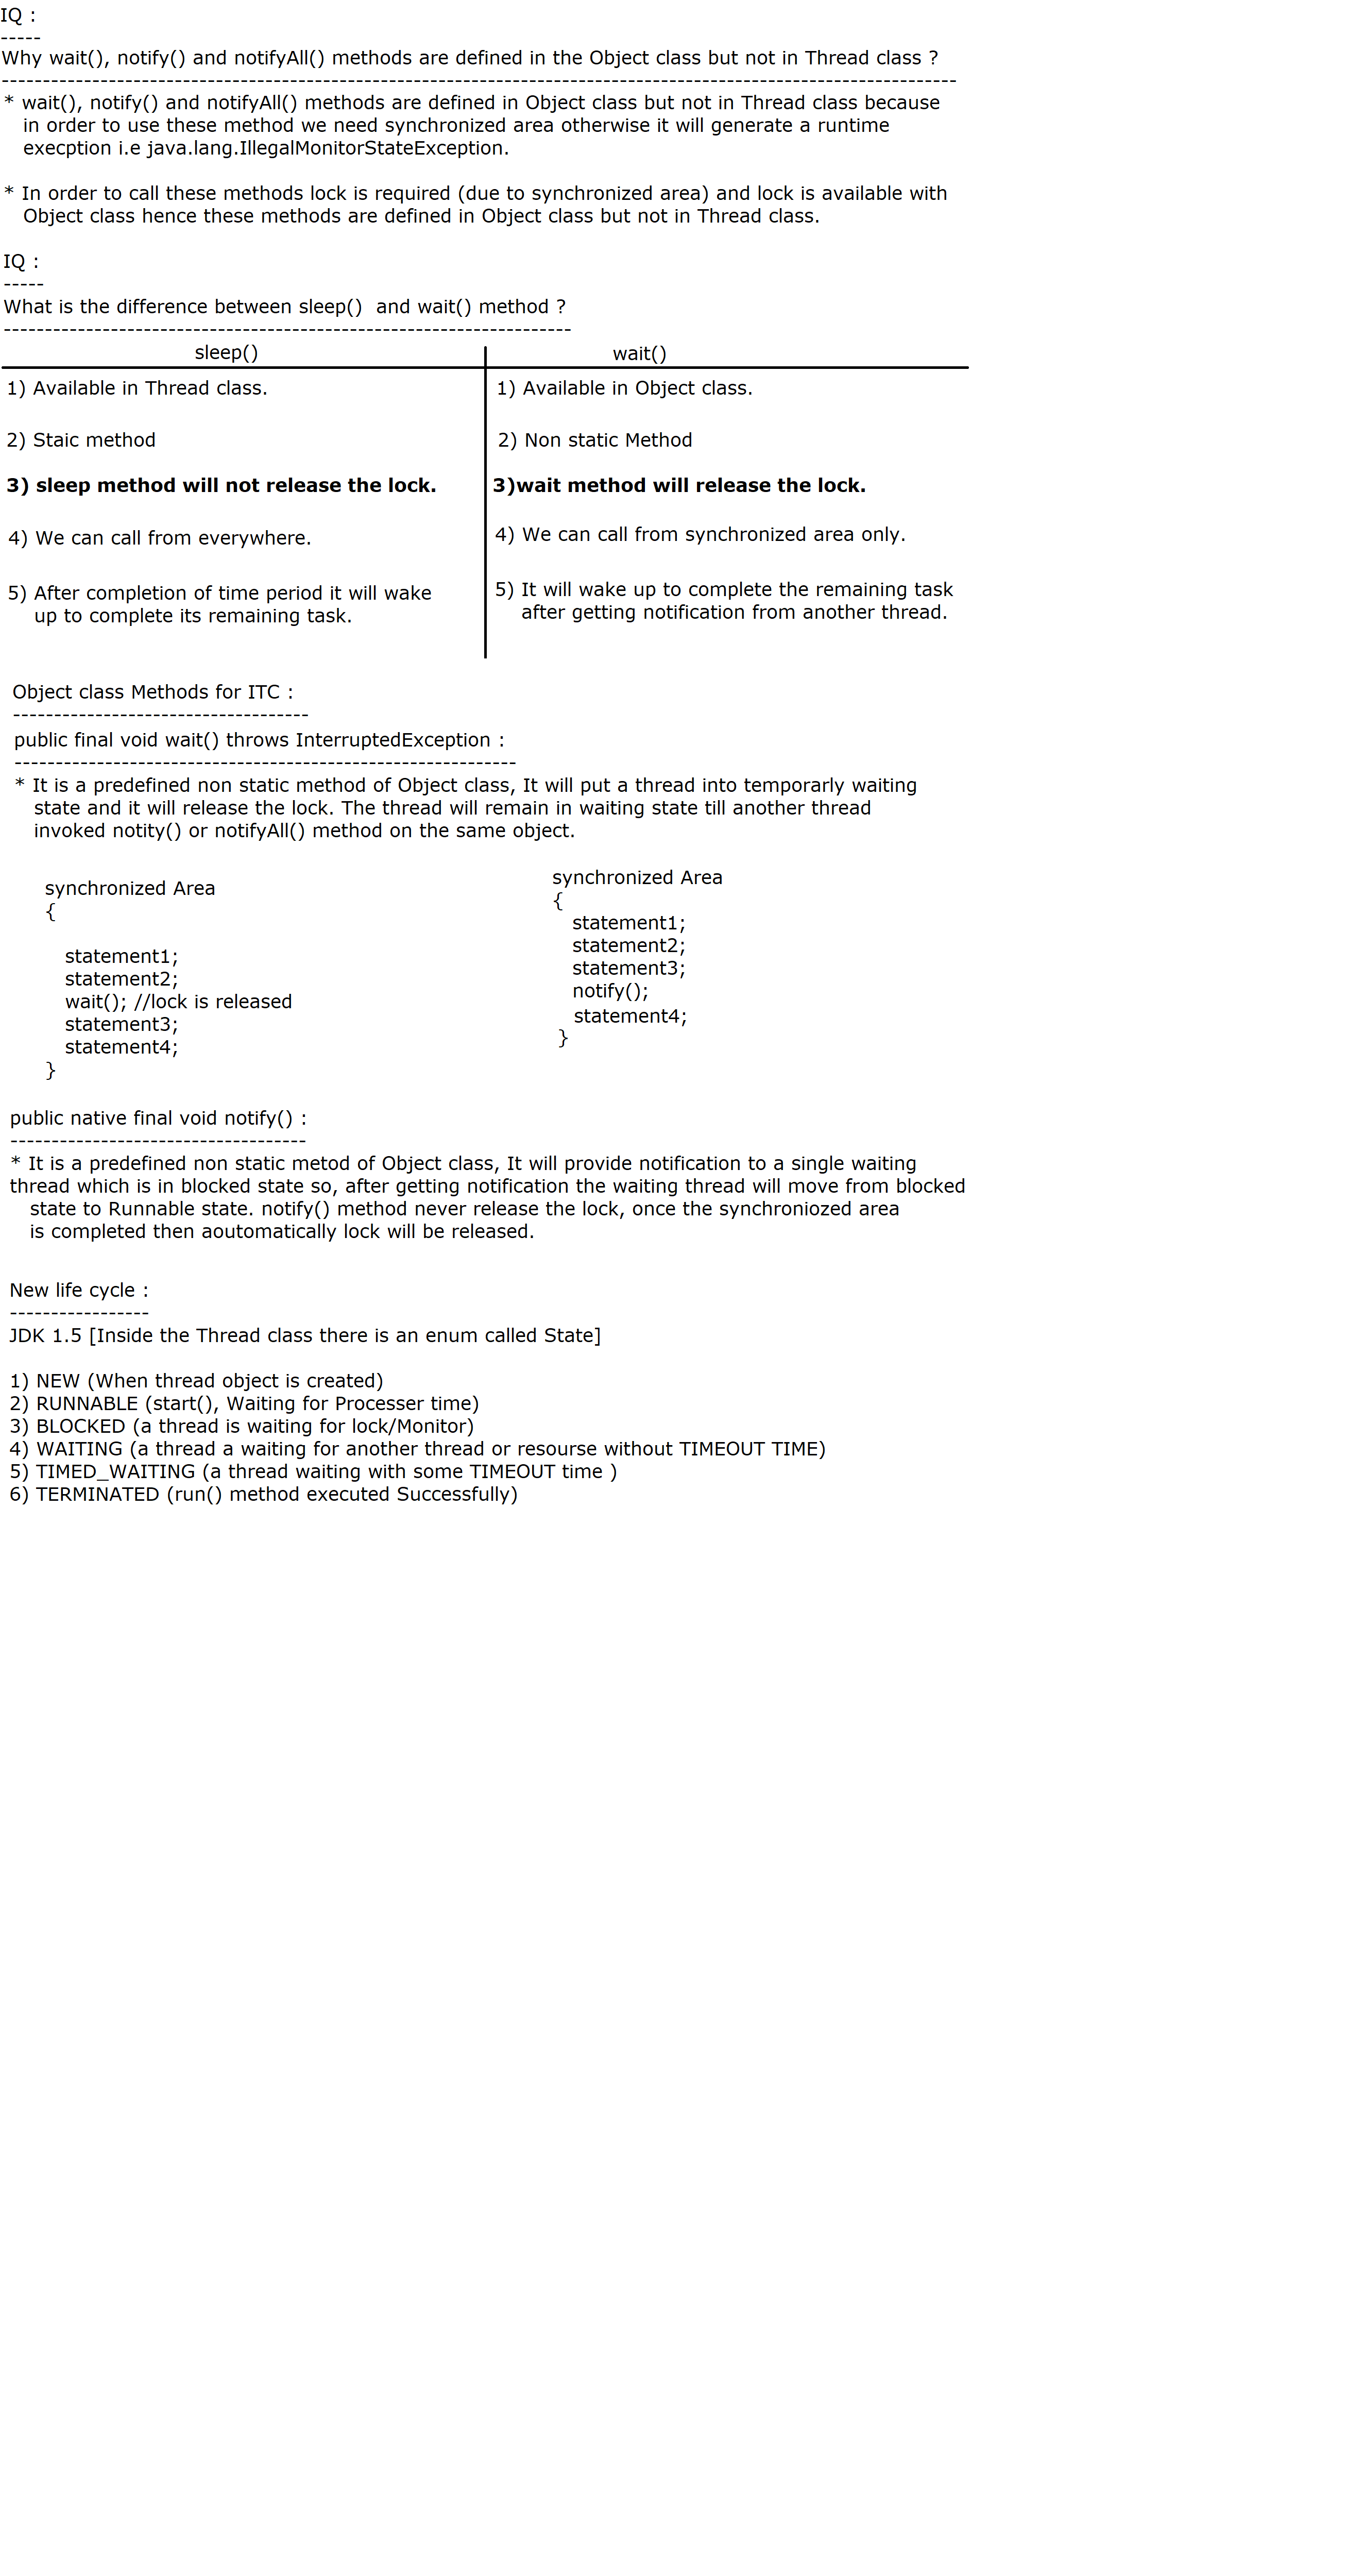 IQ :
-----
Why wait(), notify() and notifyAll() methods are defined in the Object class but not in Thread class ?
--------------------------------------------------------------------------------------------------------------------
* wait(), notify() and notifyAll() methods are defined in Object class but not in Thread class because
in order to use these method we need synchronized area otherwise it will generate a runtime
execption i.e java.lang.IllegalMonitorStateException.
* In order to call these methods lock is required (due to synchronized area) and lock is available with
Object class hence these methods are defined in Object class but not in Thread class.
IQ :
-----
What is the difference between sleep()  and wait() method ?
---------------------------------------------------------------------
sleep()
1) Available in Thread class.
2) Staic method
3) sleep method will not release the lock.
4) We can call from everywhere.
5) After completion of time period it will wake
up to complete its remaining task.
wait()
1) Available in Object class.
2) Non static Method
3)wait method will release the lock.
4) We can call from synchronized area only.
5) It will wake up to complete the remaining task
after getting notification from another thread.
Object class Methods for ITC :
------------------------------------
public final void wait() throws InterruptedException :
-------------------------------------------------------------
* It is a predefined non static method of Object class, It will put a thread into temporarly waiting
state and it will release the lock. The thread will remain in waiting state till another thread
invoked notity() or notifyAll() method on the same object.
synchronized Area
{
statement1;
statement2;
wait(); //lock is released
statement3;
statement4;
}
synchronized Area
{
statement1;
statement2;
statement3;
notify();
statement4;
}
public native final void notify() :
------------------------------------
* It is a predefined non static metod of Object class, It will provide notification to a single waiting
thread which is in blocked state so, after getting notification the waiting thread will move from blocked
state to Runnable state. notify() method never release the lock, once the synchroniozed area
is completed then aoutomatically lock will be released.
New life cycle :
-----------------
JDK 1.5 [Inside the Thread class there is an enum called State]
1) NEW (When thread object is created)
2) RUNNABLE (start(), Waiting for Processer time)
3) BLOCKED (a thread is waiting for lock/Monitor)
4) WAITING (a thread a waiting for another thread or resourse without TIMEOUT TIME)
5) TIMED_WAITING (a thread waiting with some TIMEOUT time )
6) TERMINATED (run() method executed Successfully)